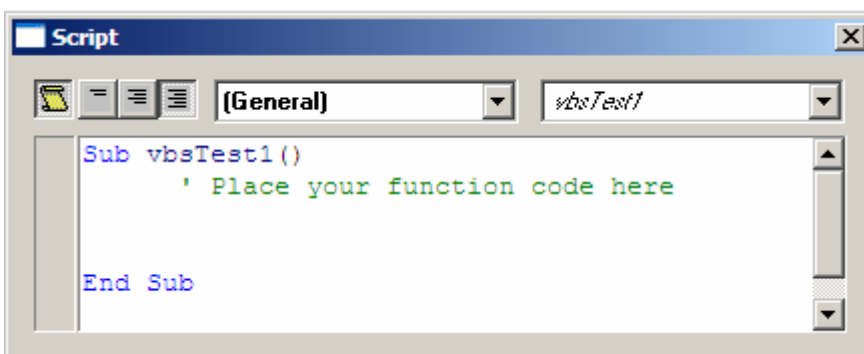 Script
(General) vbsTest1
Sub vbsTest1()
' Place your function code here
End Sub